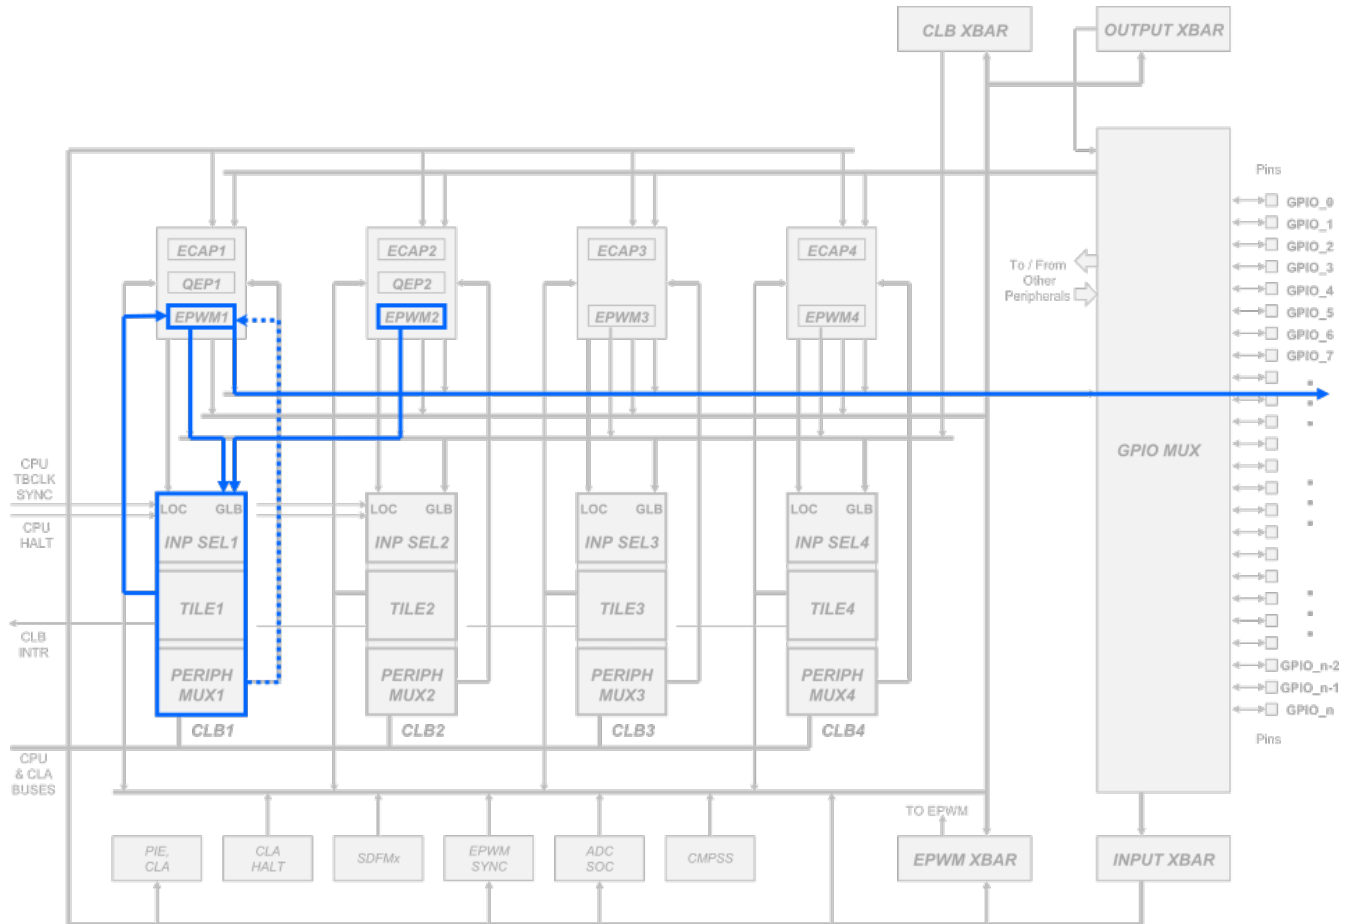 CLB XBAR
OUTPUT XBAR
Pins
GPIO_0
GPIO_1
GPIO_2
GPIO_3
GPIO_4
GPIO_5
GPIO_6
GPIO_7
To / From
Other
Peripherals
GPIO MUX
ECAP1
ECAP2
ECAP3
ECAP4
QEP1
QEP2
EPWM1
EPWM2
EPWM3
EPWM4
CPU
TBCLK
SYNC
CPU
HALT
LOC GLB
INP SEL1
LOC GLB
INP SEL2
LOC GLB
INP SEL3
LOC GLB
INP SEL4
TILE1
TILE2
TILE3
TILE4
CLB
INTR
PERIPH
MUX1
PERIPH
MUX2
PERIPH
MUX3
PERIPH
MUX4
GPIO_n-2
GPIO_n-1
GPIO_n
Pins
CLB1
CLB2
CLB3
CLB4
CPU
& CLA
BUSES
TO EPWM
PIE,
CLA
CLA
HALT
SDFMx
EPWM
SYNC
ADC
SOC
CMPSS
EPWM XBAR
INPUT XBAR